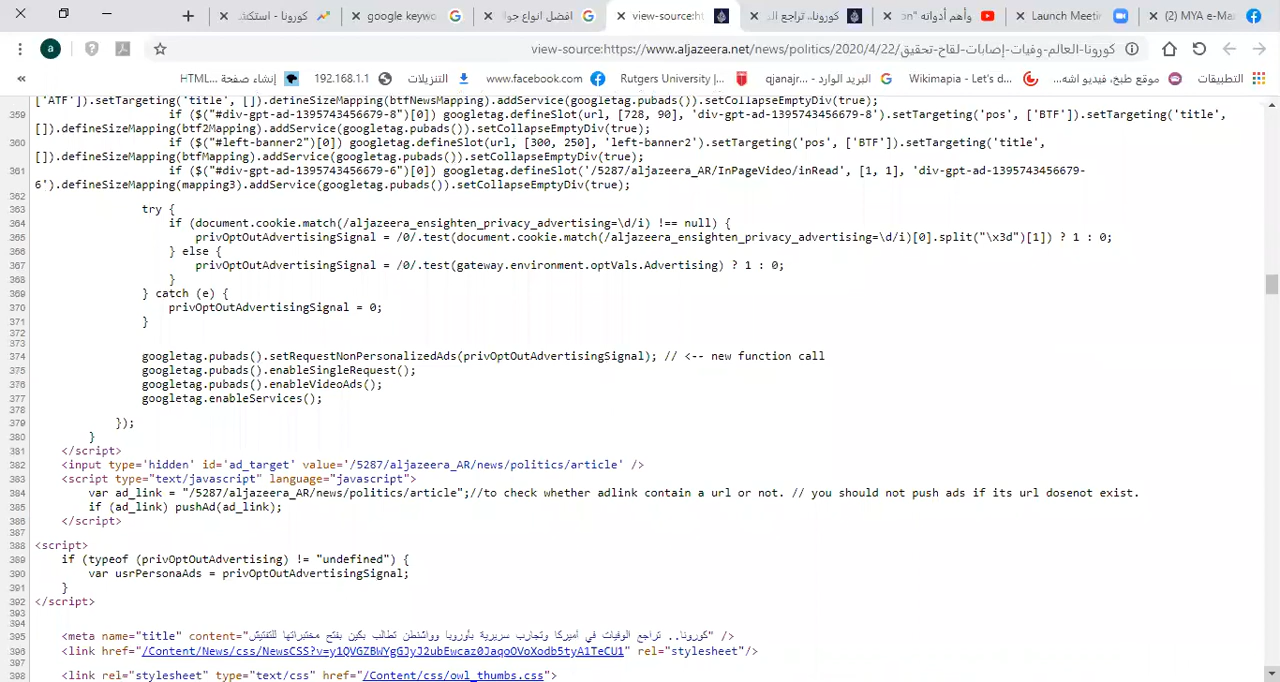 كورونا - استكش
google keywo
افضل انواع جوا
view-source:ht
كورونا.. تراجع ال
وأهم أدواته "on
Launch Meeti
(2) MYA e-Ma
view-source:https://www.aljazeera.net/news/politics/2020/4/22/كورونا-العالم-وفيات-إصابات-لقاح-تحقيق
إنشاء صفحة HTML...
192.168.1.1
التنزيلات
www.facebook.com
Rutgers University |...
البريد الوارد - qjanajr...
Wikimapia - Let's d...
موقع طبخ، فيديو اشه...
التطبيقات
['ATF']).setTargeting('title', []).defineSizeMapping(btfNewsMapping).addService(googletag.pubads()).setCollapseEmptyDiv(true);
359 if ($("#div-gpt-ad-1395743456679-8")[0]) googletag.defineSlot(url, [728, 90], 'div-gpt-ad-1395743456679-8').setTargeting('pos', ['BTF']).setTargeting('title',
[]).defineSizeMapping(btf2Mapping).addService(googletag.pubads()).setCollapseEmptyDiv(true);
360 if ($("#left-banner2")[0]) googletag.defineSlot(url, [300, 250], 'left-banner2').setTargeting('pos', ['BTF']).setTargeting('title',
[]).defineSizeMapping(btfMapping).addService(googletag.pubads()).setCollapseEmptyDiv(true);
361 if ($("#div-gpt-ad-1395743456679-6")[0]) googletag.defineSlot('/5287/aljazeera_AR/InPageVideo/inRead', [1, 1], 'div-gpt-ad-1395743456679-
6').defineSizeMapping(mapping3).addService(googletag.pubads()).setCollapseEmptyDiv(true);
362
363 try {
364 if (document.cookie.match(/aljazeera_ensighten_privacy_advertising=\d/i) !== null) {
365 privOptOutAdvertisingSignal = /0/.test(document.cookie.match(/aljazeera_ensighten_privacy_advertising=\d/i)[0].split("\x3d")[1]) ? 1 : 0;
366 } else {
367 privOptOutAdvertisingSignal = /0/.test(gateway.environment.optVals.Advertising) ? 1 : 0;
368 }
369 } catch (e) {
370 privOptOutAdvertisingSignal = 0;
371 }
372
373
374 googletag.pubads().setRequestNonPersonalizedAds(privOptOutAdvertisingSignal); // <-- new function call
375 googletag.pubads().enableSingleRequest();
376 googletag.pubads().enableVideoAds();
377 googletag.enableServices();
378
379 });
380 }
381 </script>
382 <input type='hidden' id='ad_target' value='/5287/aljazeera_AR/news/politics/article' />
383 <script type="text/javascript" language="javascript">
384 var ad_link = "/5287/aljazeera_AR/news/politics/article";//to check whether adlink contain a url or not. // you should not push ads if its url dosenot exist.
385 if (ad_link) pushAd(ad_link);
386 </script>
387
388 <script>
389 if (typeof (privOptOutAdvertising) != "undefined") {
390 var usrPersonaAds = privOptOutAdvertisingSignal;
391 }
392 </script>
393
394
395 <meta name="title" content="كورونا.. تراجع الوفيات في أميركا وتجارب سريرية بأوروبا وواشنطن تطالب بكين بفتح مختبراتها للتفتيش" />
396 <link href="/Content/News/css/NewsCSS?v=y1QVGZBWYgGJyJ2ubEwcaz0JaqoOVoXodb5tyA1TeCU1" rel="stylesheet"/>
397
398 <link rel="stylesheet" type="text/css" href="/Content/css/owl_thumbs.css">